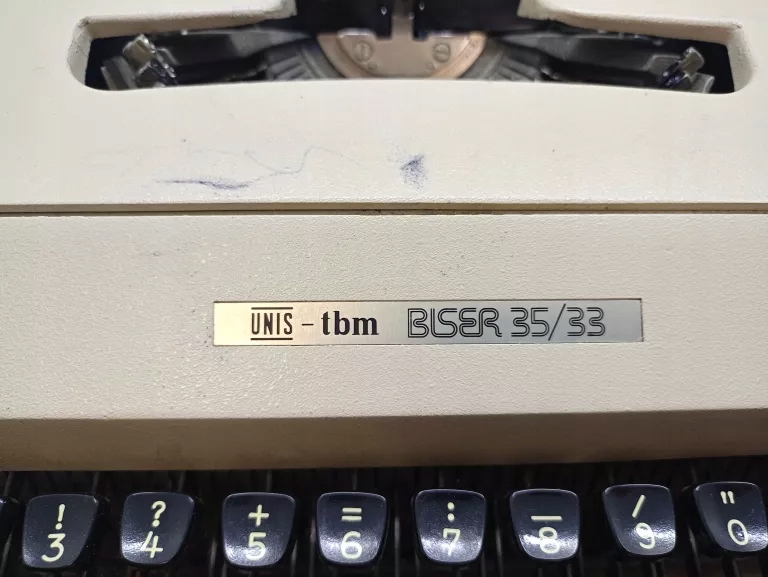 UNIS - tbm BISER 35/33
! ? + = : _ / "
3 4 5 6 7 8 9 0